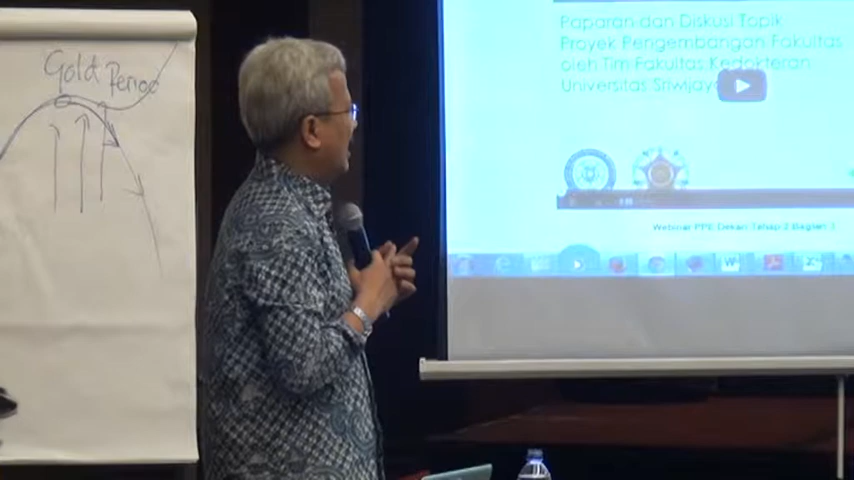 Gold Period
Paparan dan Diskusi Topik
Proyek Pengembangan Fakultas
oleh Tim Fakultas Kedokteran
Universitas Sriwijaya
Webinar PPE Dekan Tahap 2 Bagian 1